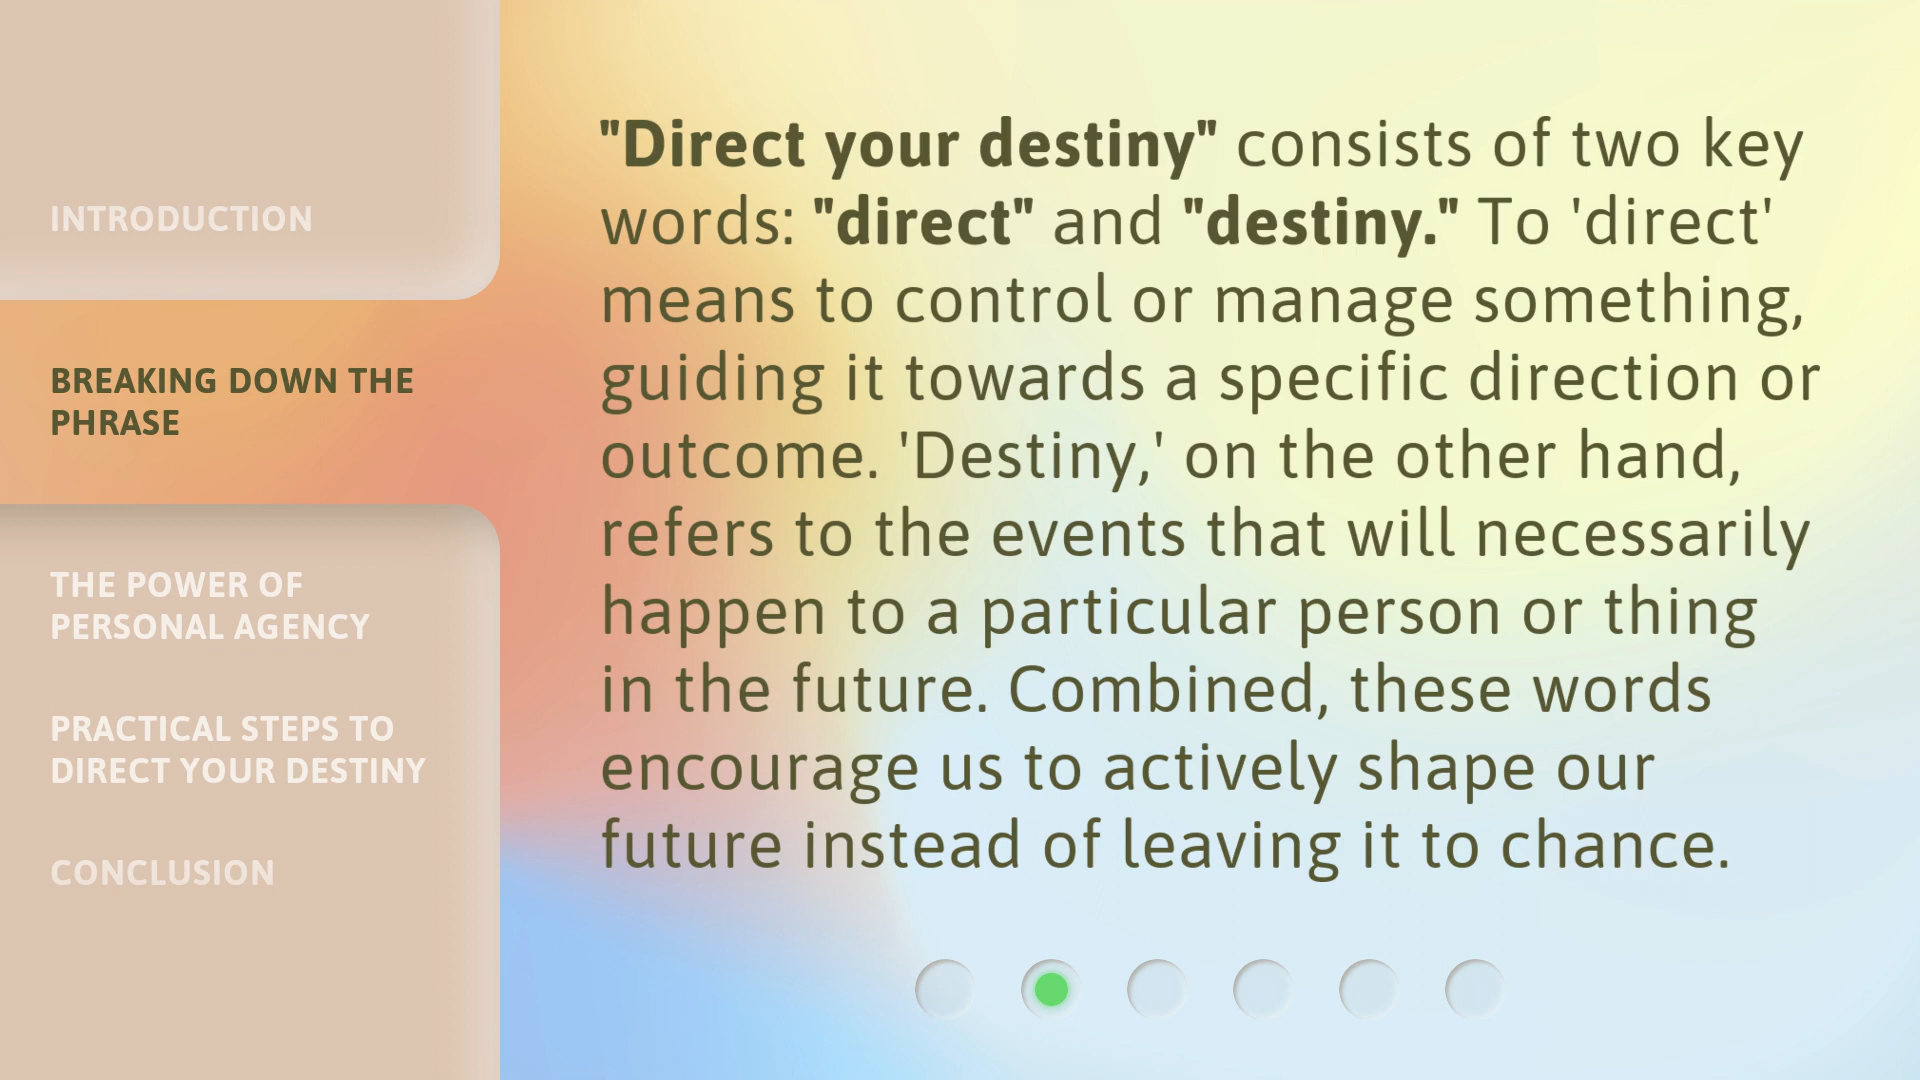 INTRODUCTION
BREAKING DOWN THE
PHRASE
THE POWER OF
PERSONAL AGENCY
PRACTICAL STEPS TO
DIRECT YOUR DESTINY
CONCLUSION
"Direct your destiny" consists of two key
words: "direct" and "destiny." To 'direct'
means to control or manage something,
guiding it towards a specific direction or
outcome. 'Destiny,' on the other hand,
refers to the events that will necessarily
happen to a particular person or thing
in the future. Combined, these words
encourage us to actively shape our
future instead of leaving it to chance.